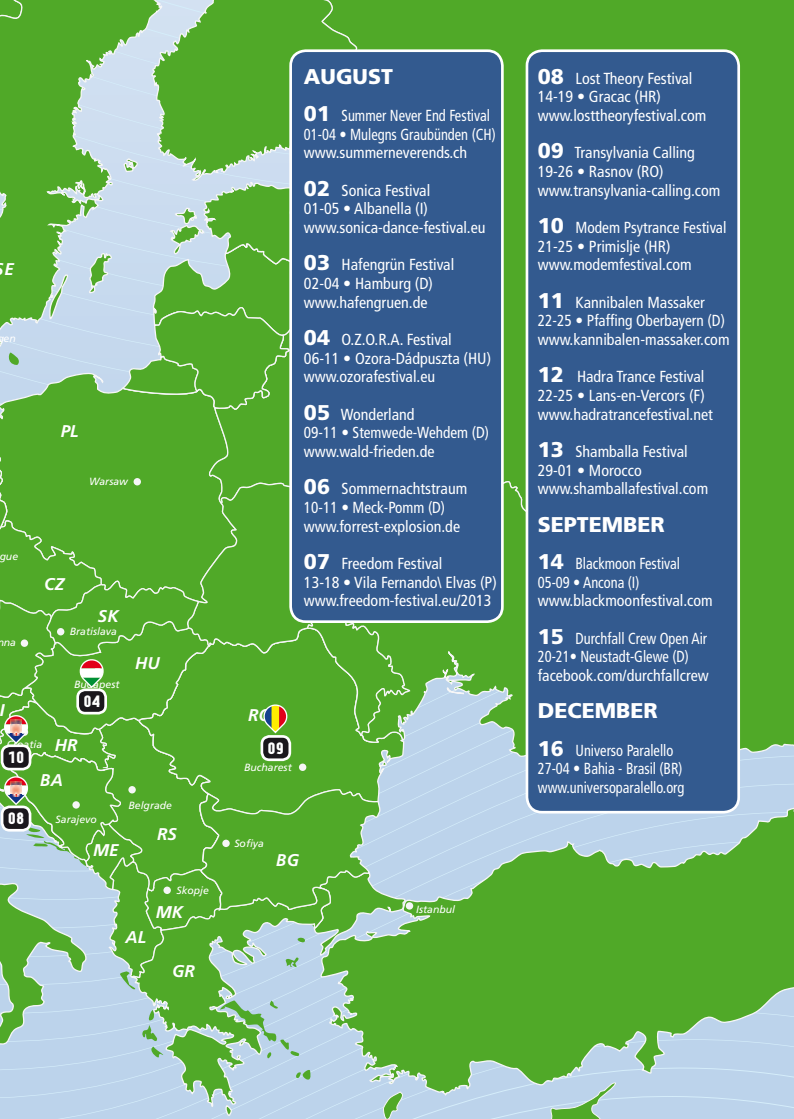 AUGUST
01 Summer Never End Festival
01-04 • Mulegns Graubünden (CH)
www.summerneverends.ch
02 Sonica Festival
01-05 • Albanella (I)
www.sonica-dance-festival.eu
03 Hafengrün Festival
02-04 • Hamburg (D)
www.hafengruen.de
04 O.Z.O.R.A. Festival
06-11 • Ozora-Dádpuszta (HU)
www.ozorafestival.eu
05 Wonderland
09-11 • Stemwede-Wehdem (D)
www.wald-frieden.de
06 Sommernachtstraum
10-11 • Meck-Pomm (D)
www.forrest-explosion.de
07 Freedom Festival
13-18 • Vila Fernando\ Elvas (P)
www.freedom-festival.eu/2013
08 Lost Theory Festival
14-19 • Gracac (HR)
www.losttheoryfestival.com
09 Transylvania Calling
19-26 • Rasnov (RO)
www.transylvania-calling.com
10 Modem Psytrance Festival
21-25 • Primislje (HR)
www.modemfestival.com
11 Kannibalen Massaker
22-25 • Pfaffing Oberbayern (D)
www.kannibalen-massaker.com
12 Hadra Trance Festival
22-25 • Lans-en-Vercors (F)
www.hadratrancefestival.net
13 Shamballa Festival
29-01 • Morocco
www.shamballafestival.com
SEPTEMBER
14 Blackmoon Festival
05-09 • Ancona (I)
www.blackmoonfestival.com
15 Durchfall Crew Open Air
20-21• Neustadt-Glewe (D)
facebook.com/durchfallcrew
DECEMBER
16 Universo Paralello
27-04 • Bahia - Brasil (BR)
www.universoparalello.org
SE
PL
Warsaw
gue
CZ
SK
Bratislava
nna
HU
04
RO
09
Bucharest
10
HR
BA
08
Sarajevo
Belgrade
RS
ME
Sofiya
BG
Skopje
MK
AL
Istanbul
GR